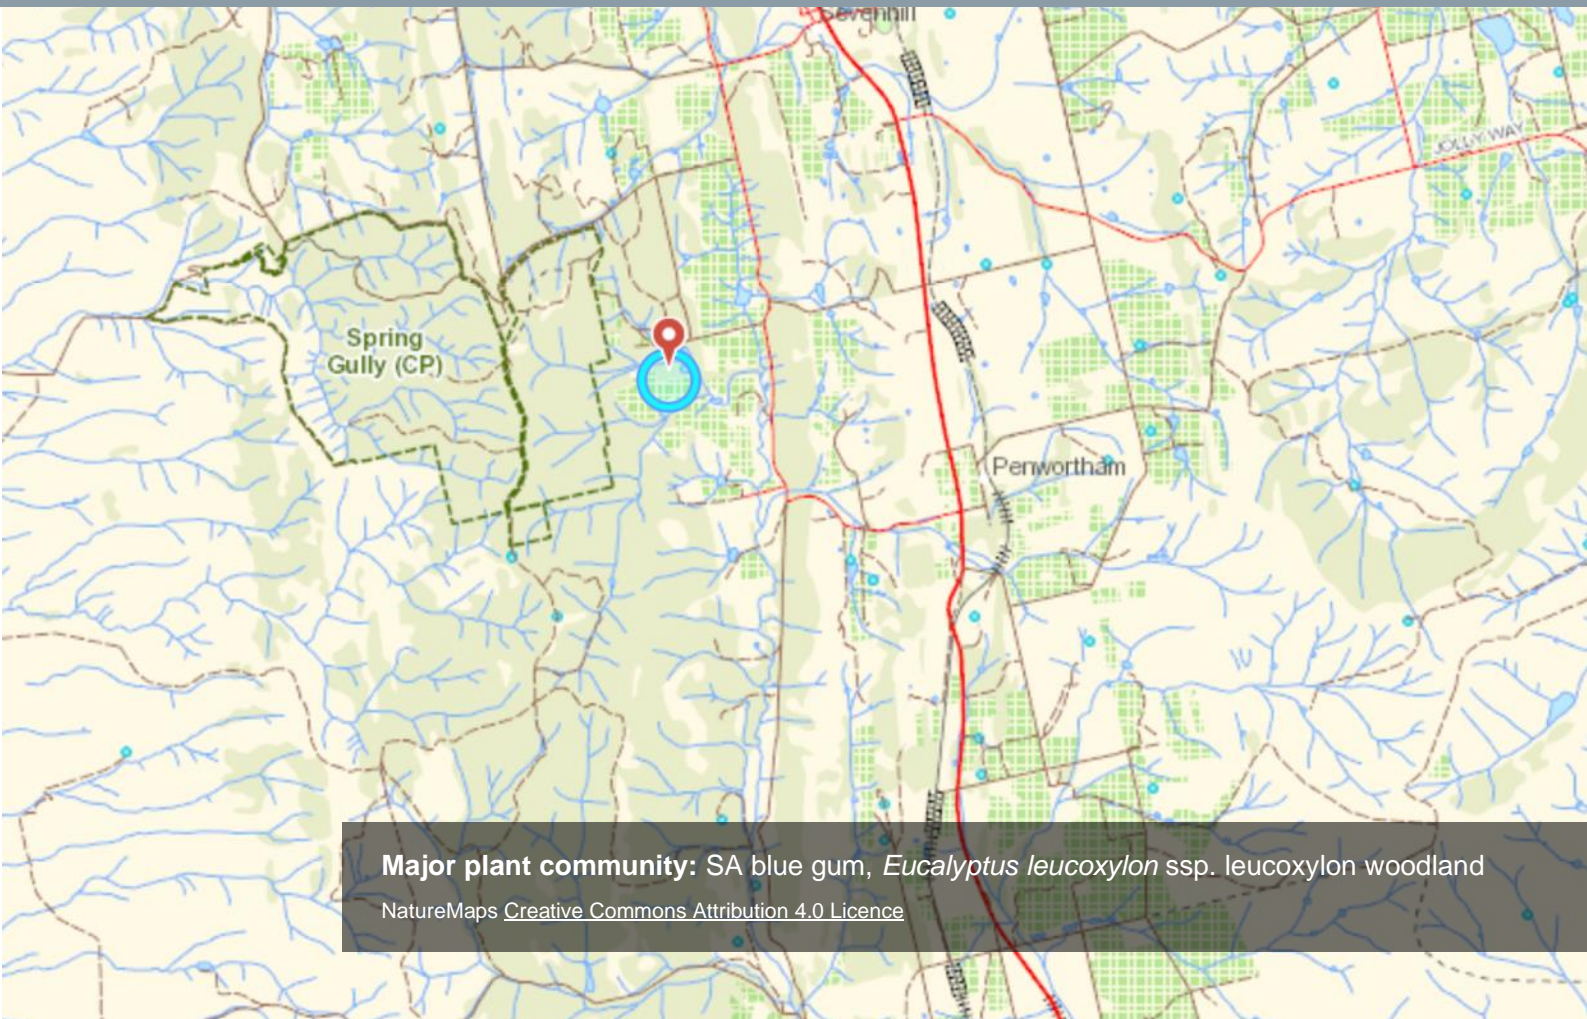 Sevenhill
JOLLY WAY
Spring
Gully (CP)
Penwortham
Major plant community: SA blue gum, Eucalyptus leucoxylon ssp. leucoxylon woodland
NatureMaps Creative Commons Attribution 4.0 Licence